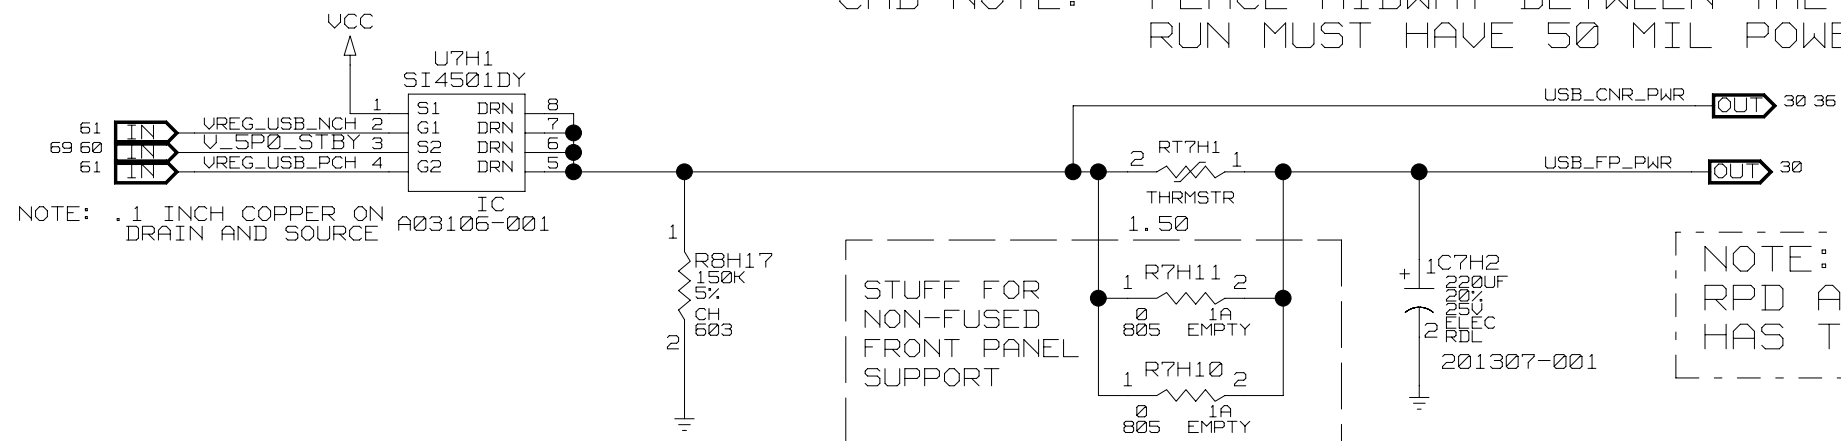 CAD NOTE: PLACE MIDWAY BETWEEN THE
RUN MUST HAVE 50 MIL
VCC
U7H1
SI4501DY
1 S1 DRN 8
61 IN VREG_USB_NCH 2 G1 DRN 7
69 60 IN V_5P0_STBY 3 S2 DRN 6
61 IN VREG_USB_PCH 4 G2 DRN 5
IC
A03106-001
NOTE: .1 INCH COPPER ON
DRAIN AND SOURCE
1
R8H17
150K
5%
CH
603
2
USB_CNR_PWR OUT 30 36
RT7H1
2 1
THRMSTR
1.50
USB_FP_PWR OUT 30
STUFF FOR
NON-FUSED
FRONT PANEL
SUPPORT
R7H11
1 2
0 1A
805 EMPTY
R7H10
1 2
0 1A
805 EMPTY
+ 1 C7H2
220UF
20%
25V
ELEC
2 RDL
201307-001
NOTE:
RPD A
HAS T